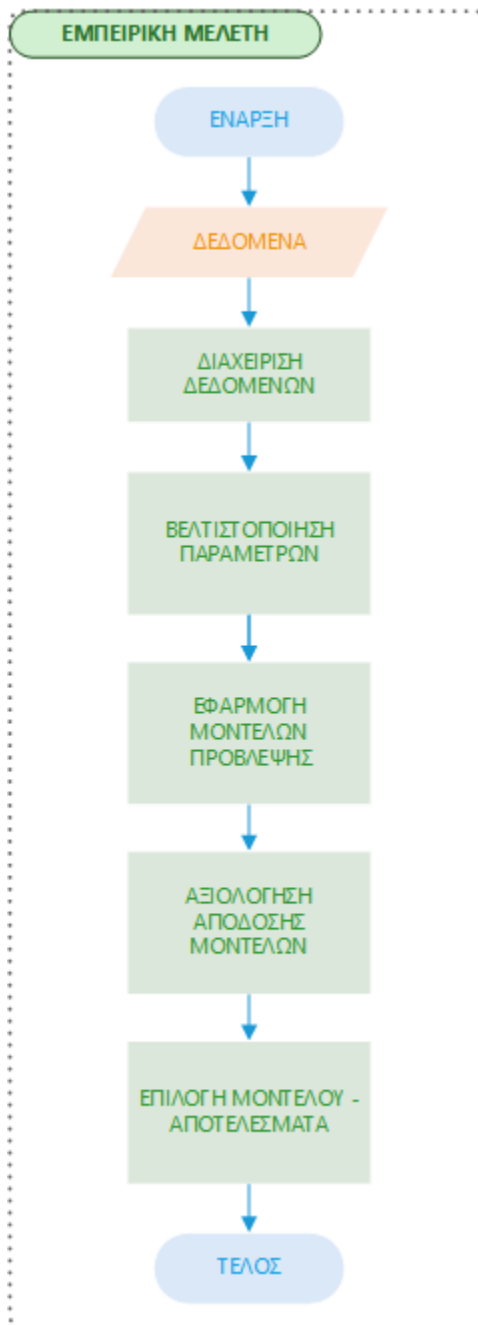 ΕΜΠΕΙΡΙΚΗ ΜΕΛΕΤΗ
ΕΝΑΡΞΗ
ΔΕΔΟΜΕΝΑ
ΔΙΑΧΕΙΡΙΣΗ
ΔΕΔΟΜΕΝΩΝ
ΒΕΛΤΙΣΤΟΠΟΙΗΣΗ
ΠΑΡΑΜΕΤΡΩΝ
ΕΦΑΡΜΟΓΗ
ΜΟΝΤΕΛΩΝ
ΠΡΟΒΛΕΨΗΣ
ΑΞΙΟΛΟΓΗΣΗ
ΑΠΟΔΟΣΗΣ
ΜΟΝΤΕΛΩΝ
ΕΠΙΛΟΓΗ ΜΟΝΤΕΛΟΥ -
ΑΠΟΤΕΛΕΣΜΑΤΑ
ΤΕΛΟΣ